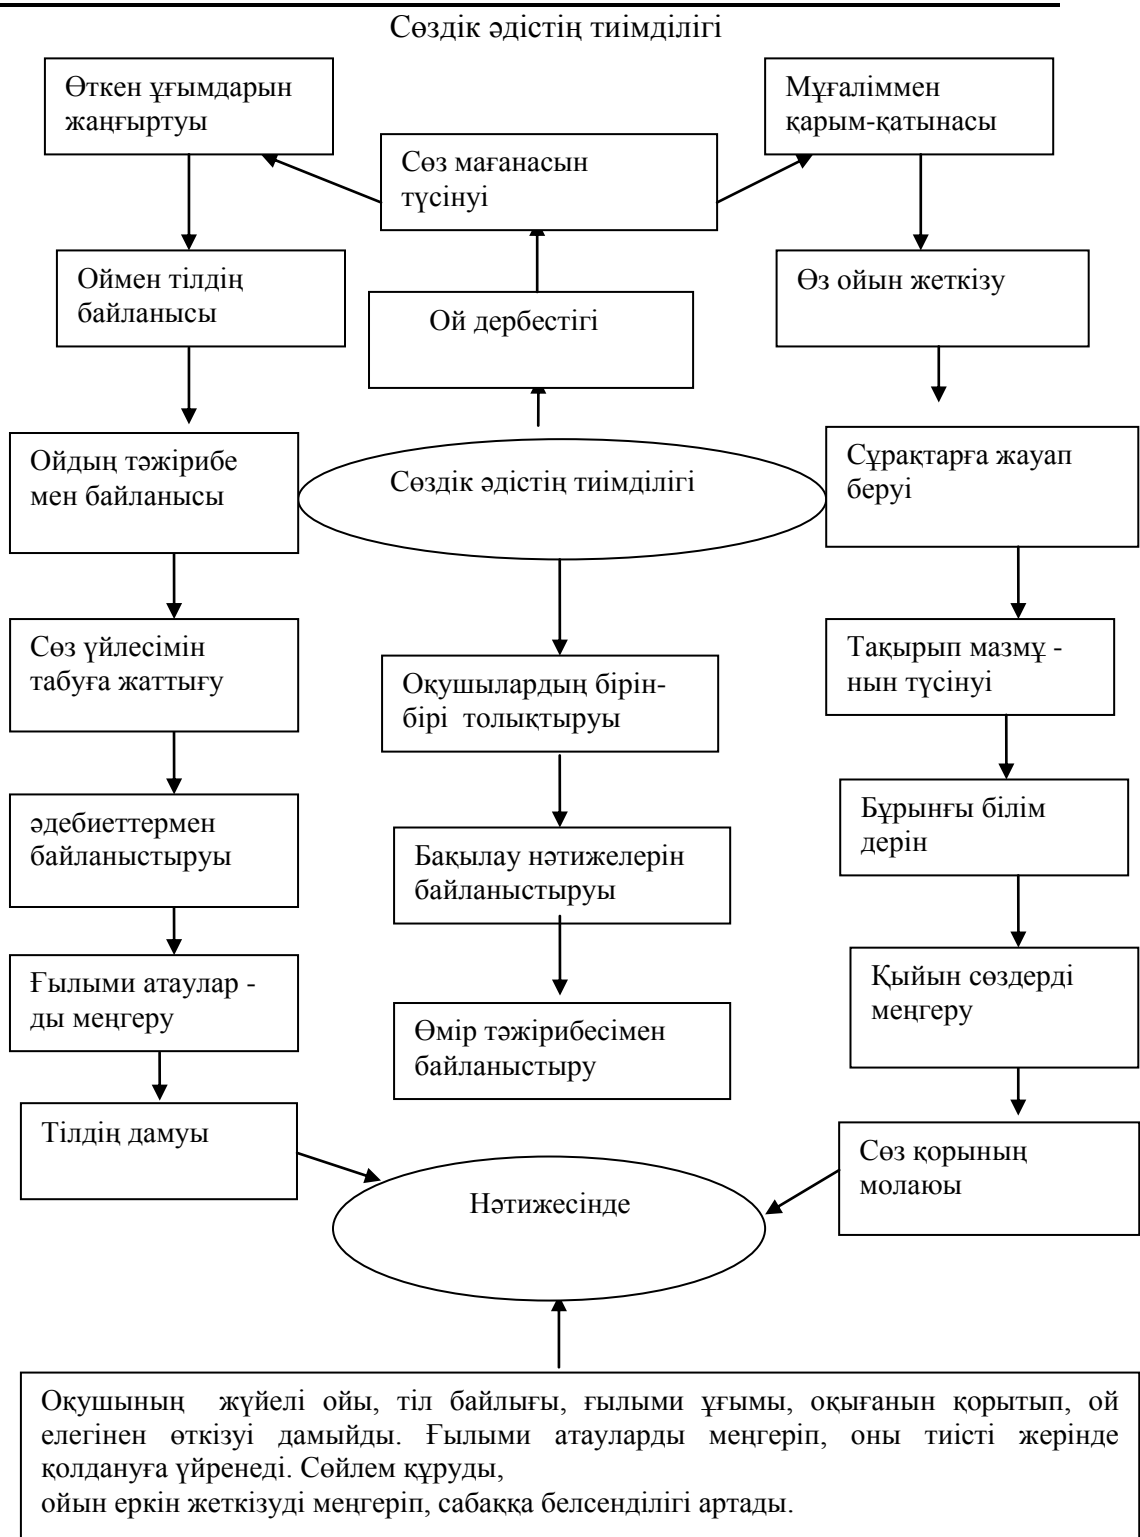 Сөздік әдістің тиімділігі
Өткен ұғымдарын
жаңғыртуы
Мұғаліммен
қарым-қатынасы
Сөз мағанасын
түсінуі
Оймен тілдің
байланысы
Өз ойын жеткізу
Ой дербестігі
Ойдың тәжірибе
мен байланысы
Сөздік әдістің тиімділігі
Сұрақтарға жауап
беруі
Сөз үйлесімін
табуға жаттығу
Оқушылардың бірін-
бірі толықтыруы
Тақырып мазмұ -
нын түсінуі
әдебиеттермен
байланыстыруы
Бақылау нәтижелерін
байланыстыруы
Бұрынғы білім
дерін
Ғылыми атаулар -
ды меңгеру
Өмір тәжірибесімен
байланыстыру
Қыйын сөздерді
меңгеру
Тілдің дамуы
Сөз қорының
молаюы
Нәтижесінде
Оқушының жүйелі ойы, тіл байлығы, ғылыми ұғымы, оқығанын қорытып, ой
елегінен өткізуі дамыйды. Ғылыми атауларды меңгеріп, оны тиісті жерінде
қолдануға үйренеді. Сөйлем құруды,
ойын еркін жеткізуді меңгеріп, сабаққа белсенділігі артады.